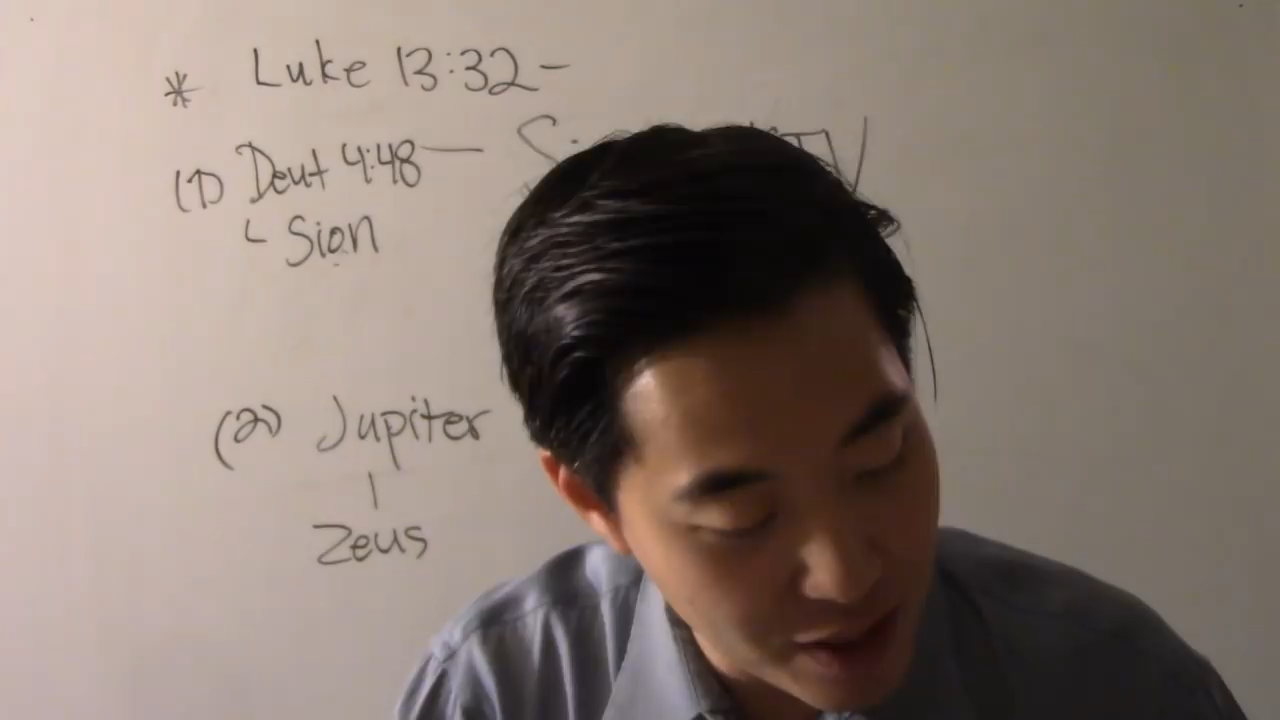 * Luke 13:32 -
(1) Deut 4:48 —
└ Sion
(2) Jupiter
|
Zeus